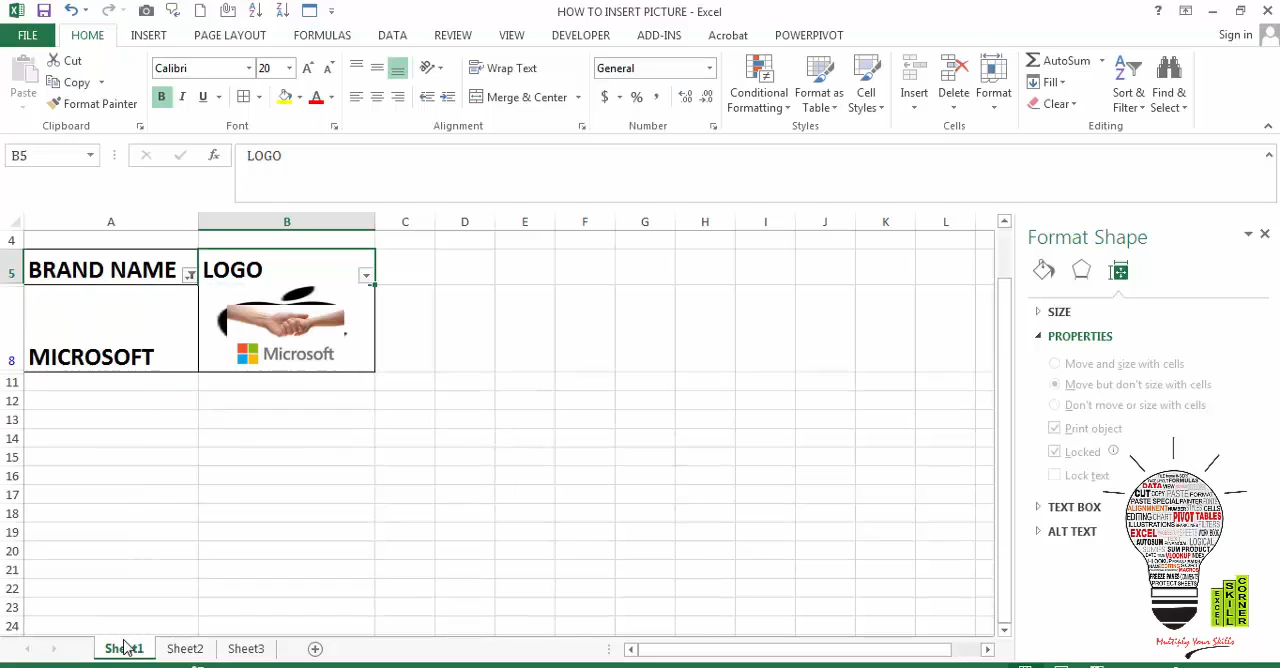 HOW TO INSERT PICTURE - Excel
?
FILE HOME INSERT PAGE LAYOUT FORMULAS DATA REVIEW VIEW DEVELOPER ADD-INS Acrobat POWERPIVOT Sign in
Paste
Cut
Copy
Format Painter
Clipboard
Calibri 20
B I U
Font
Wrap Text
Merge & Center
Alignment
General
$ % ,
Number
Conditional Formatting
Format as Table
Cell Styles
Styles
Insert
Delete
Format
Cells
AutoSum
Fill
Clear
Sort & Filter
Find & Select
Editing
B5
fx
LOGO
A B C D E F G H I J K L
4
5 BRAND NAME LOGO
8 MICROSOFT Microsoft
11
12
13
14
15
16
17
18
19
20
21
22
23
24
Sheet1 Sheet2 Sheet3
Format Shape
SIZE
PROPERTIES
Move and size with cells
Move but don't size with cells
Don't move or size with cells
Print object
Locked
Lock text
TEXT BOX
ALT TEXT
EXCEL
SKILL
CORNER
Multiply Your Skills